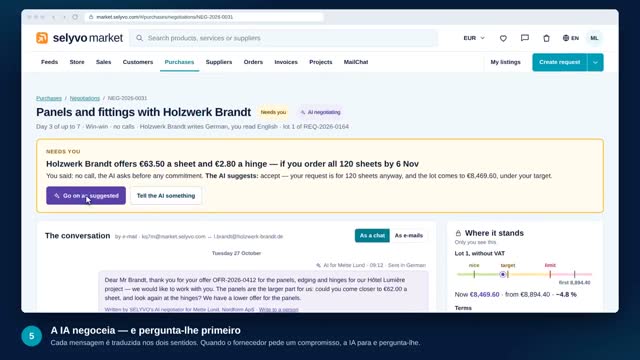 market.selyvo.com/#/purchases/negotiations/NEG-2026-0031
selyvo market
Search products, services or suppliers
EUR
EN
ML
Feeds Store Sales Customers Purchases Suppliers Orders Invoices Projects MailChat
My listings
Create request
Purchases / Negotiations / NEG-2026-0031
Panels and fittings with Holzwerk Brandt
Needs you
AI negotiating
Day 3 of up to 7 · Win-win · no calls · Holzwerk Brandt writes German, you read English · lot 1 of REQ-2026-0164
NEEDS YOU
Holzwerk Brandt offers €63.50 a sheet and €2.80 a hinge — if you order all 120 sheets by 6 Nov
You said: no call, the AI asks before any commitment. The AI suggests: accept — your request is for 120 sheets anyway, and the lot comes to €8,469.60, under your target.
Go on as suggested
Tell the AI something
The conversation
As a chat
As e-mails
Tuesday 27 October
AI for Mette Lund · 09:12 · Sent in German
Dear Mr Brandt, thank you for your offer OFR-2026-0412 for the panels, edging and hinges for our Hôtel Lumière
project — we would like to work with you. The panels are the larger part for us: could you come closer to €62.00 a
sheet, and look again at the hinges? We have a lower offer for the panels.
Written by SELYVO's AI negotiator for Mette Lund, Nordhem ApS · Write to a person
Where it stands
Only you see this.
Lot 1, without VAT
nice target limit
first 8,894.40
Now €8,469.60 · from €8,894.40 · −4.8 %
Terms
5
A IA negoceia — e pergunta-lhe primeiro
Cada mensagem é traduzida nos dois sentidos. Quando o fornecedor pede um compromisso, a IA para e pergunta-lhe.